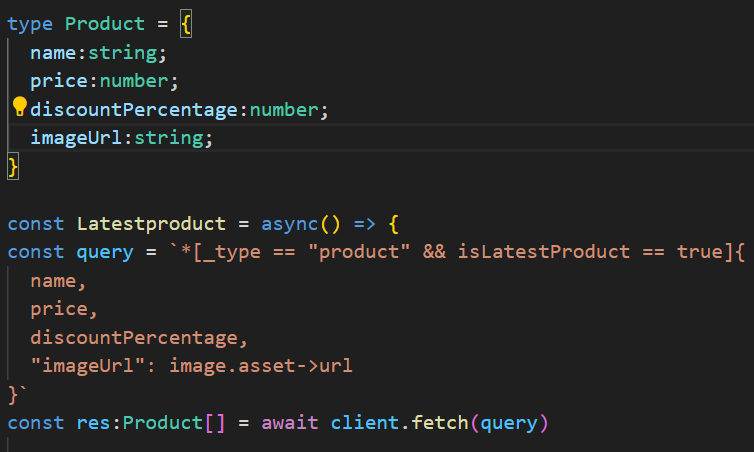 type Product = {
  name:string;
  price:number;
  discountPercentage:number;
  imageUrl:string;
}
const Latestproduct = async() => {
const query = `*[_type == "product" && isLatestProduct == true]{
  name,
  price,
  discountPercentage,
  "imageUrl": image.asset->url
}`
const res:Product[] = await client.fetch(query)